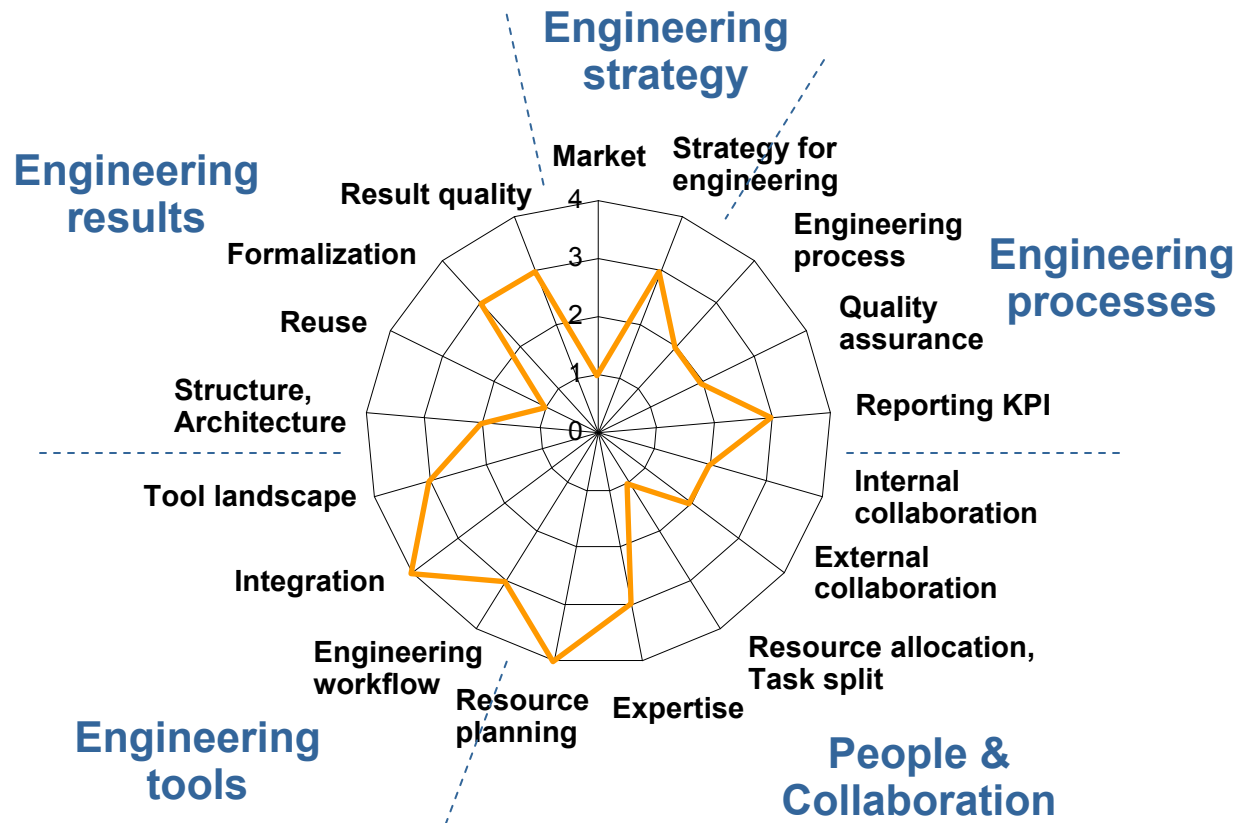 Engineering
strategy
Engineering
results
Engineering
processes
Engineering
tools
People &
Collaboration
Market
Strategy for
engineering
Engineering
process
Quality
assurance
Reporting KPI
Internal
collaboration
External
collaboration
Resource allocation,
Task split
Expertise
Resource
planning
Engineering
workflow
Integration
Tool landscape
Structure,
Architecture
Reuse
Formalization
Result quality
4
3
2
1
0